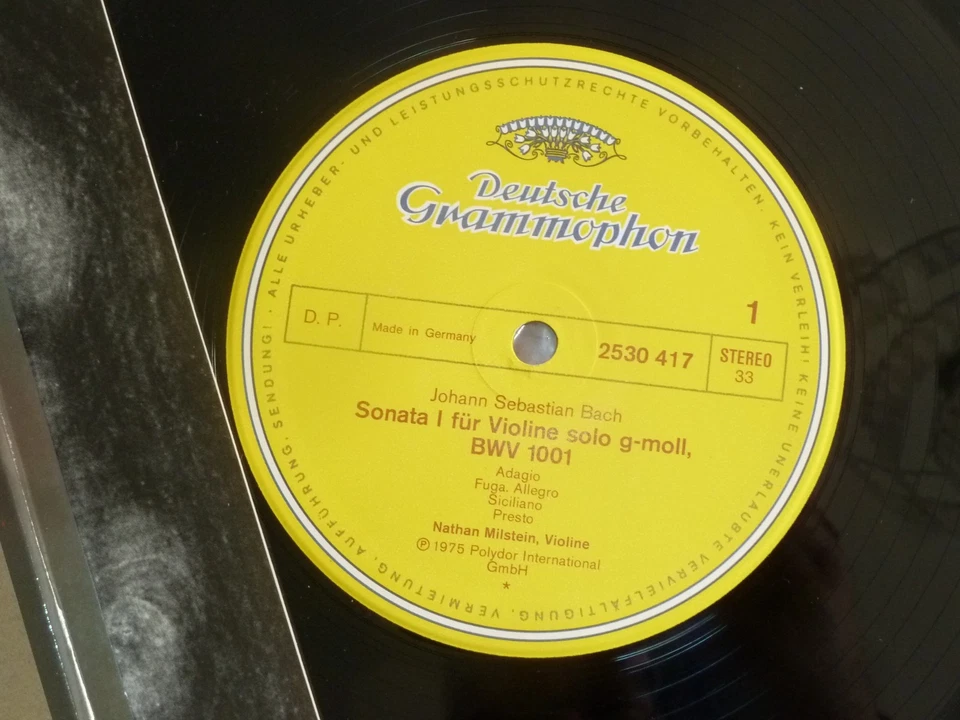 Deutsche
Grammophon
1
D. P.
Made in Germany
2530 417
STEREO
33
Johann Sebastian Bach
Sonata I für Violine solo g-moll,
BWV 1001
Adagio
Fuga. Allegro
Siciliano
Presto
Nathan Milstein, Violine
Ⓟ 1975 Polydor International
GmbH
*
· ALLE URHEBER- UND LEISTUNGSSCHUTZRECHTE VORBEHALTEN. KEIN VERLEIH! KEINE UNERLAUBTE VERVIELFÄLTIGUNG, VERMIETUNG, AUFFÜHRUNG, SENDUNG!